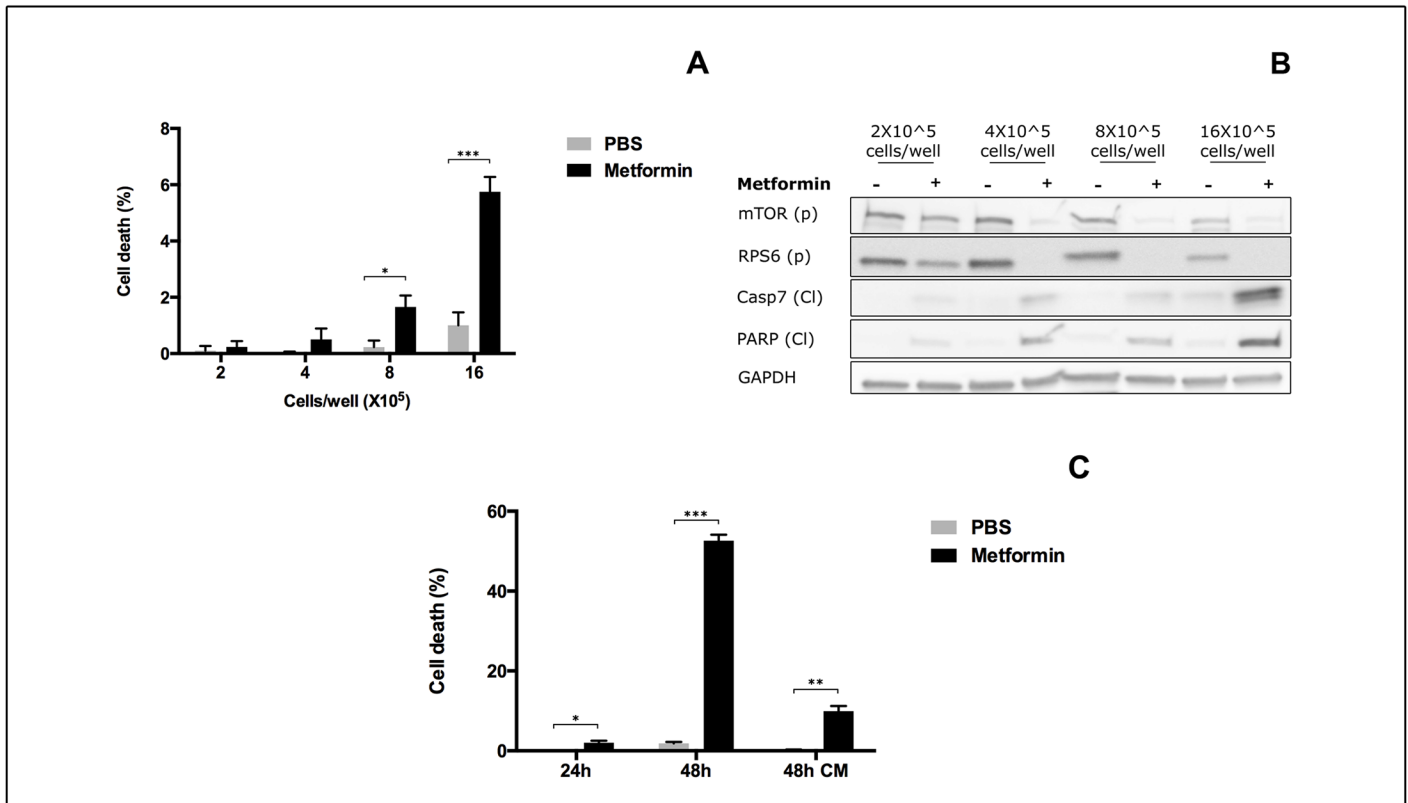 A
8
6
4
2
0
Cell death (%)
***
*
PBS
Metformin
2 4 8 16
Cells/well (X10⁵)
B
2X10^5 4X10^5 8X10^5 16X10^5
cells/well cells/well cells/well cells/well
Metformin - + - + - + - +
mTOR (p)
RPS6 (p)
Casp7 (Cl)
PARP (Cl)
GAPDH
C
60
40
20
0
Cell death (%)
*
***
**
PBS
Metformin
24h 48h 48h CM